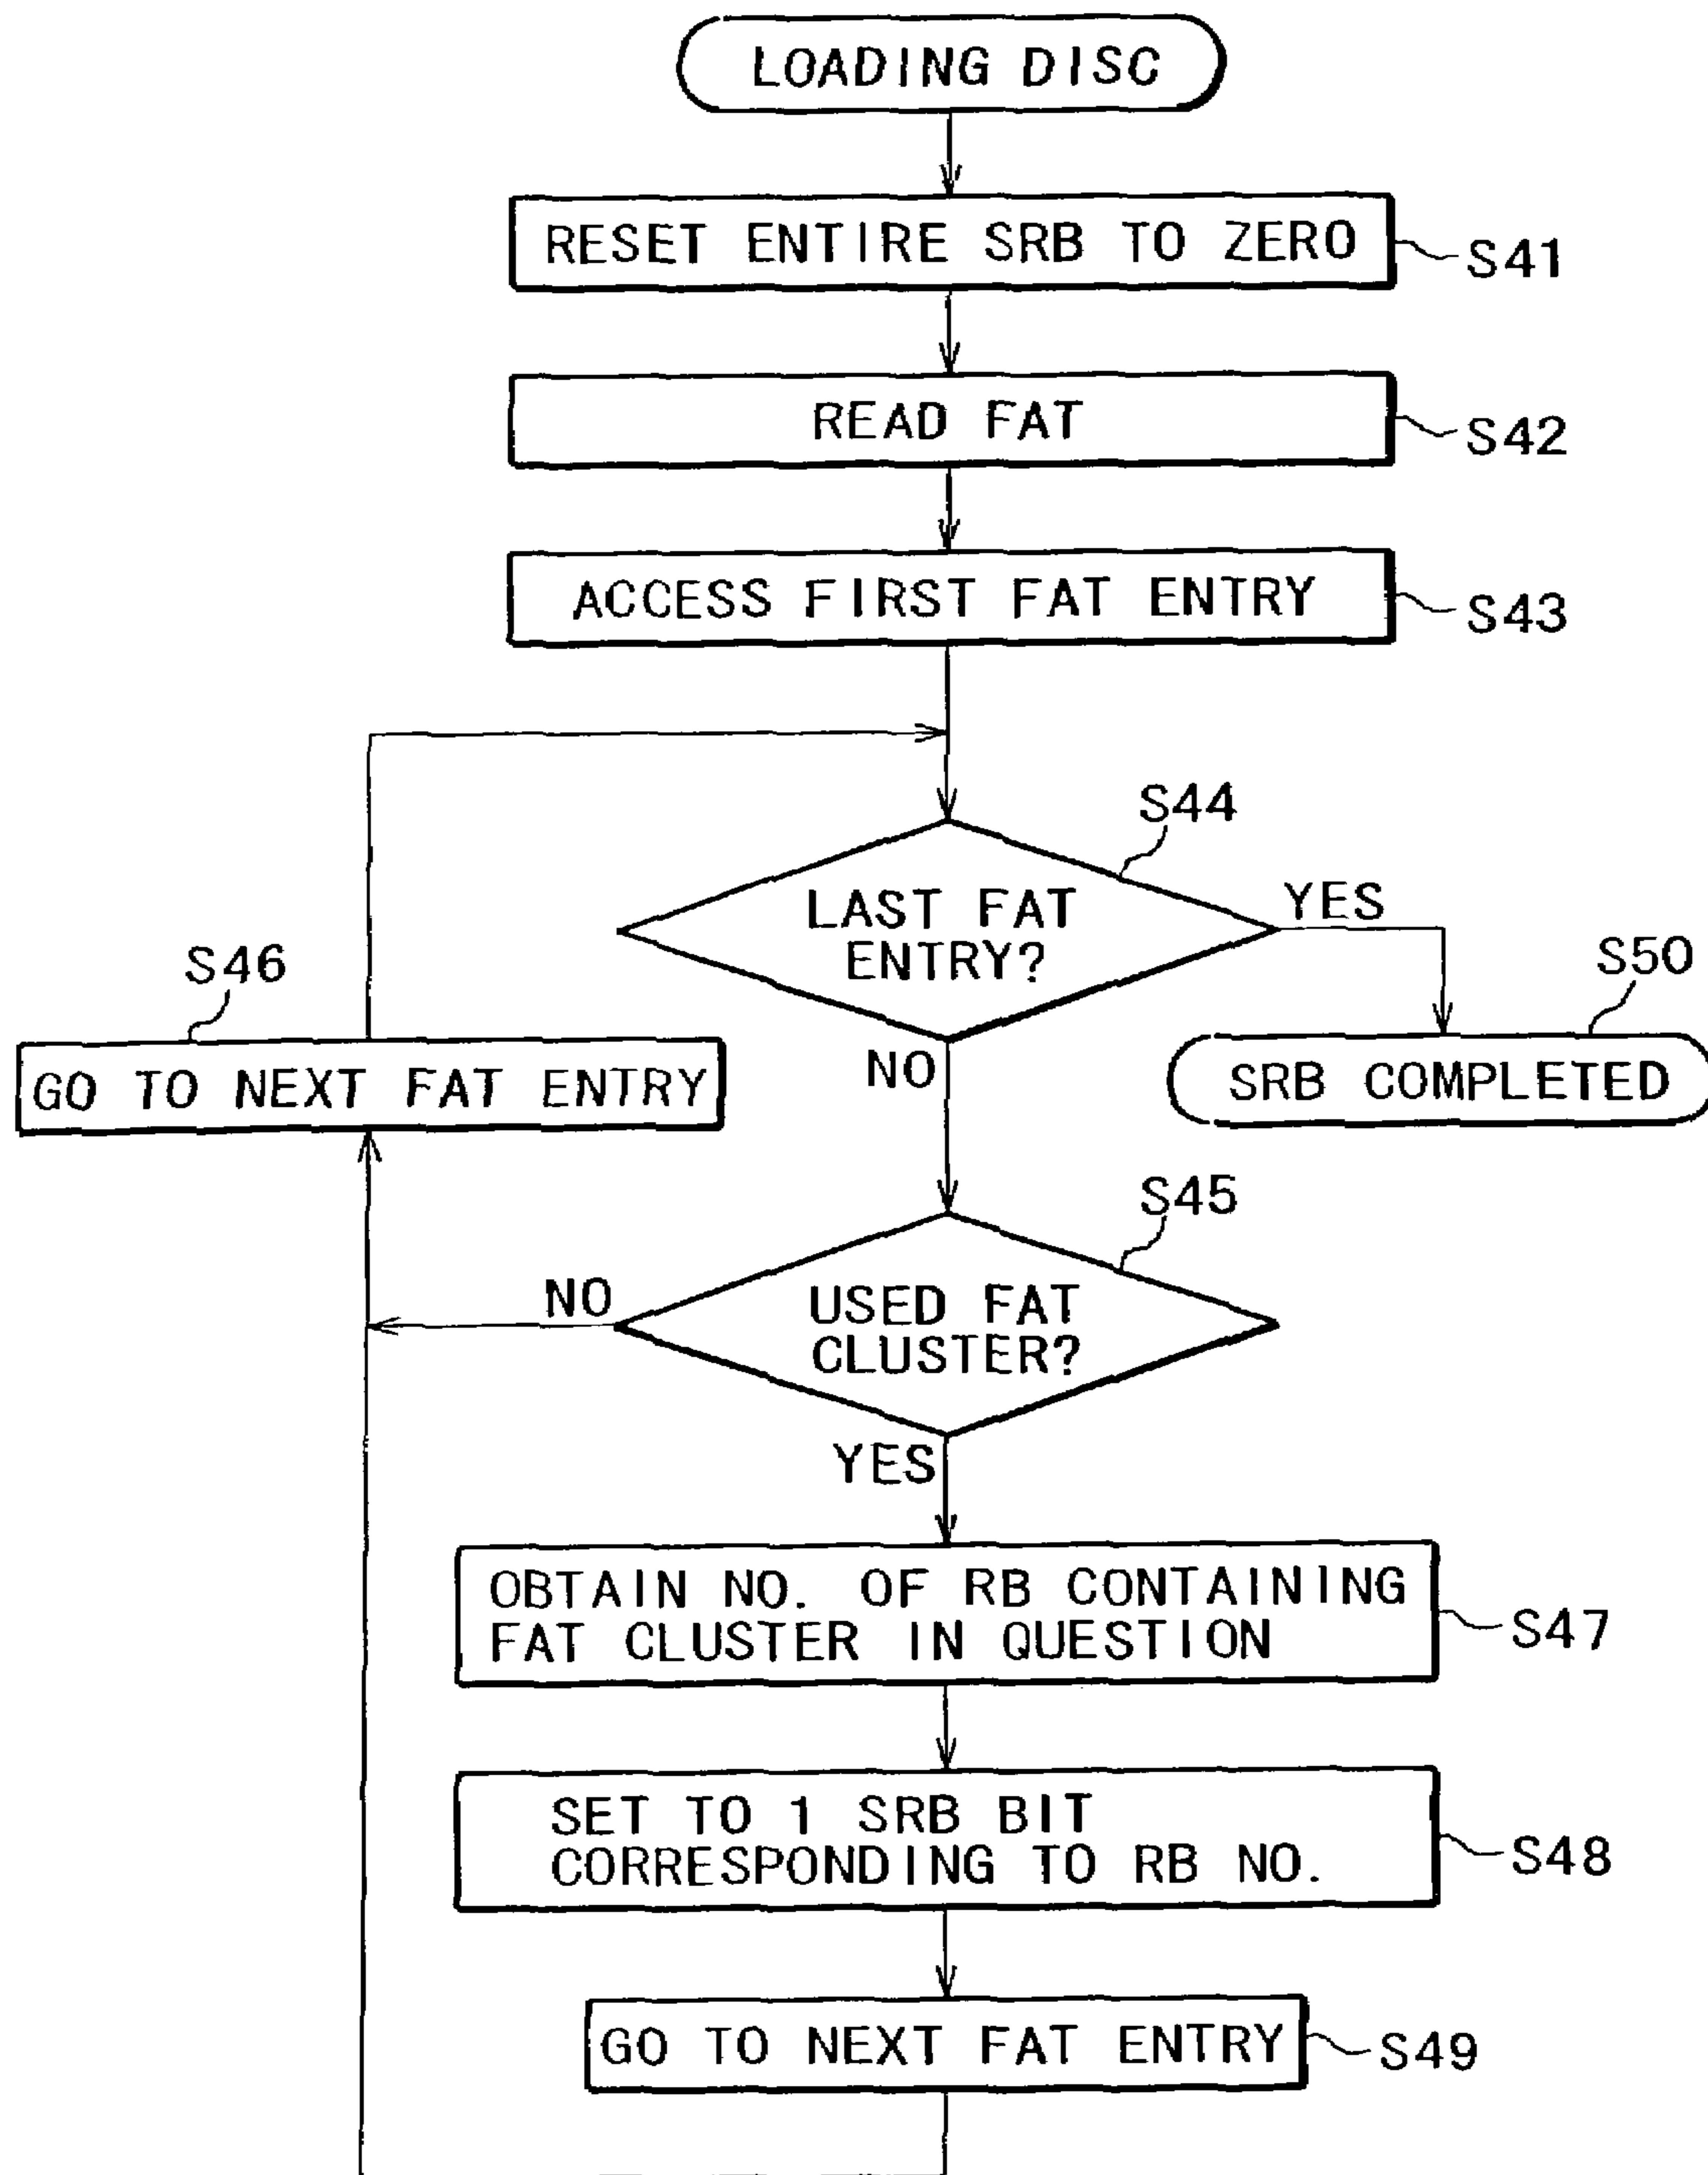 LOADING DISC
RESET ENTIRE SRB TO ZERO
S41
READ FAT
S42
ACCESS FIRST FAT ENTRY
S43
S44
LAST FAT
ENTRY?
YES
S46
S50
GO TO NEXT FAT ENTRY
NO
SRB COMPLETED
S45
NO
USED FAT
CLUSTER?
YES
OBTAIN NO. OF RB CONTAINING
FAT CLUSTER IN QUESTION
S47
SET TO 1 SRB BIT
CORRESPONDING TO RB NO.
S48
GO TO NEXT FAT ENTRY
S49